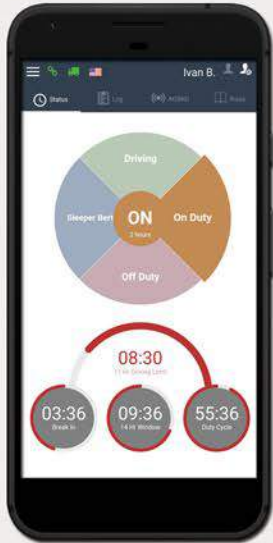 Ivan B.
Status
Log
Driving
Sleeper Bert
ON
2 hours
On Duty
Off Duty
08:30
11 Hr Driving Limit
03:36
Break In
09:36
14 Hr Window
55:36
Duty Cycle